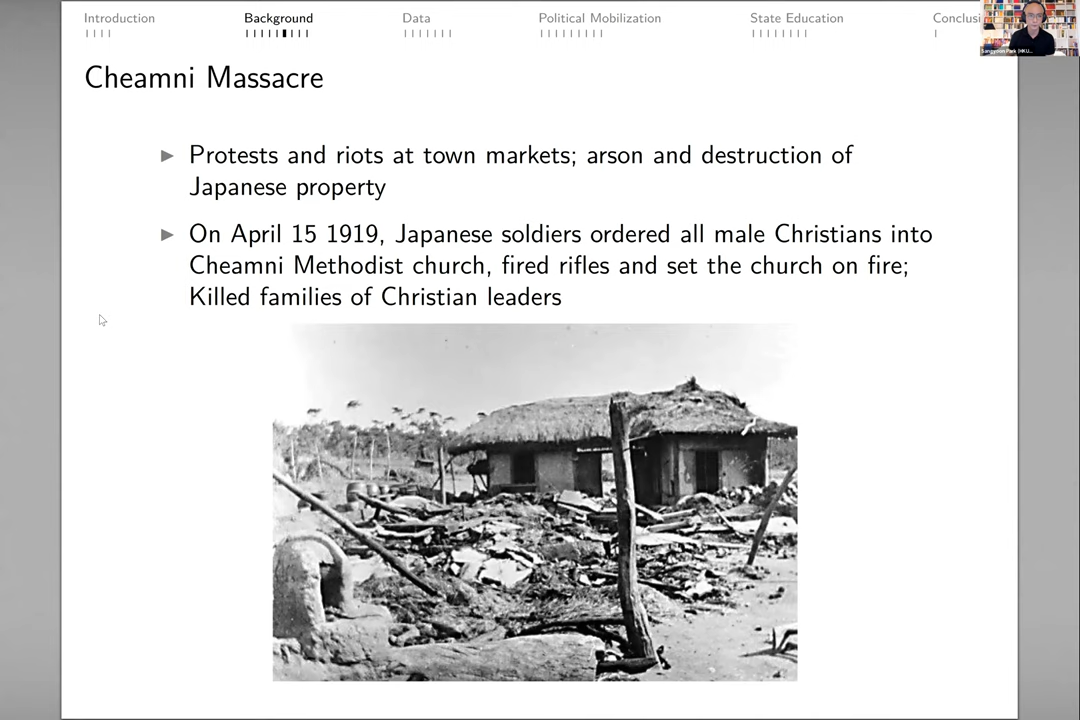 Introduction Background Data Political Mobilization State Education Conclusi
Cheamni Massacre
Protests and riots at town markets; arson and destruction of
Japanese property
On April 15 1919, Japanese soldiers ordered all male Christians into
Cheamni Methodist church, fired rifles and set the church on fire;
Killed families of Christian leaders